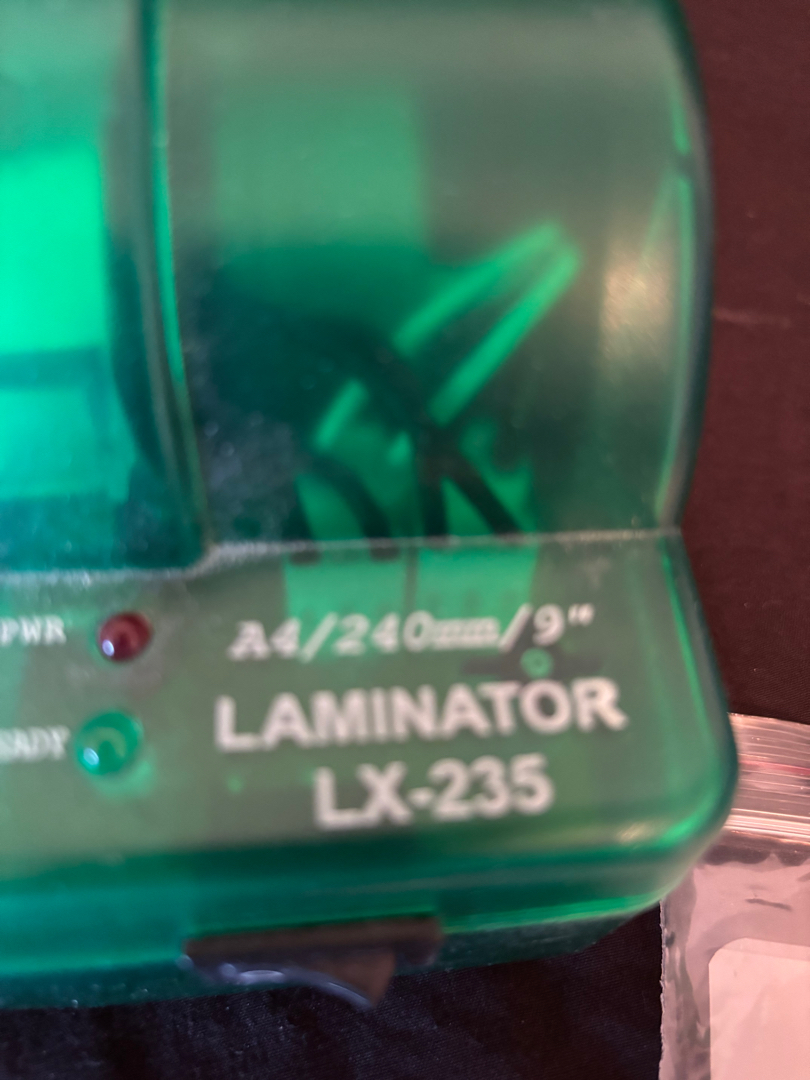 PWR
A4/240mm/9"
LAMINATOR
LX-235